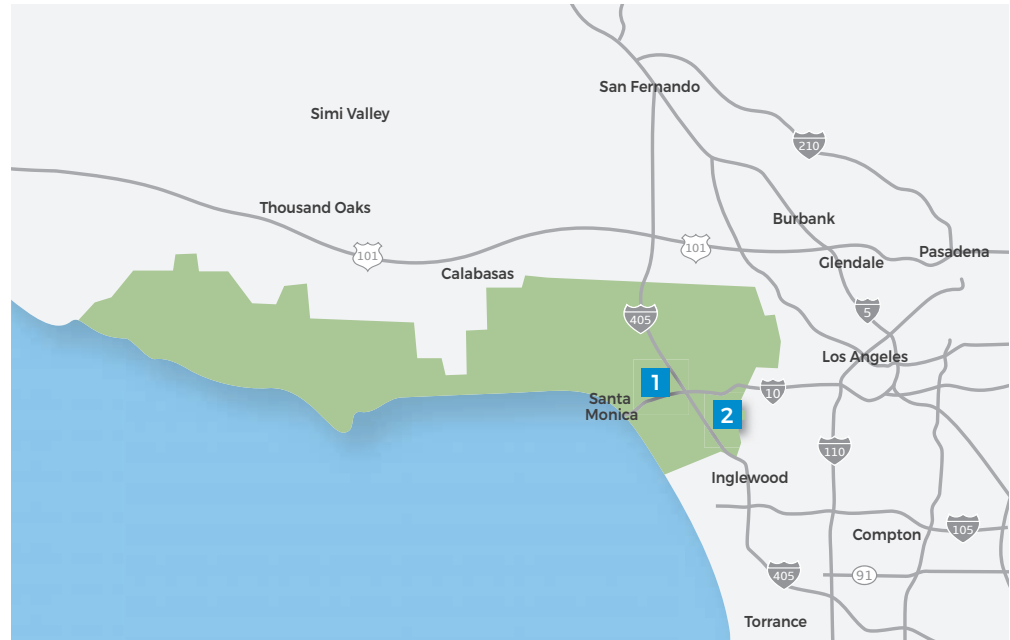 San Fernando
Simi Valley
210
Thousand Oaks
Burbank
101
101
Pasadena
Glendale
Calabasas
5
405
Los Angeles
1
10
Santa
Monica
2
110
Inglewood
105
Compton
405
91
Torrance